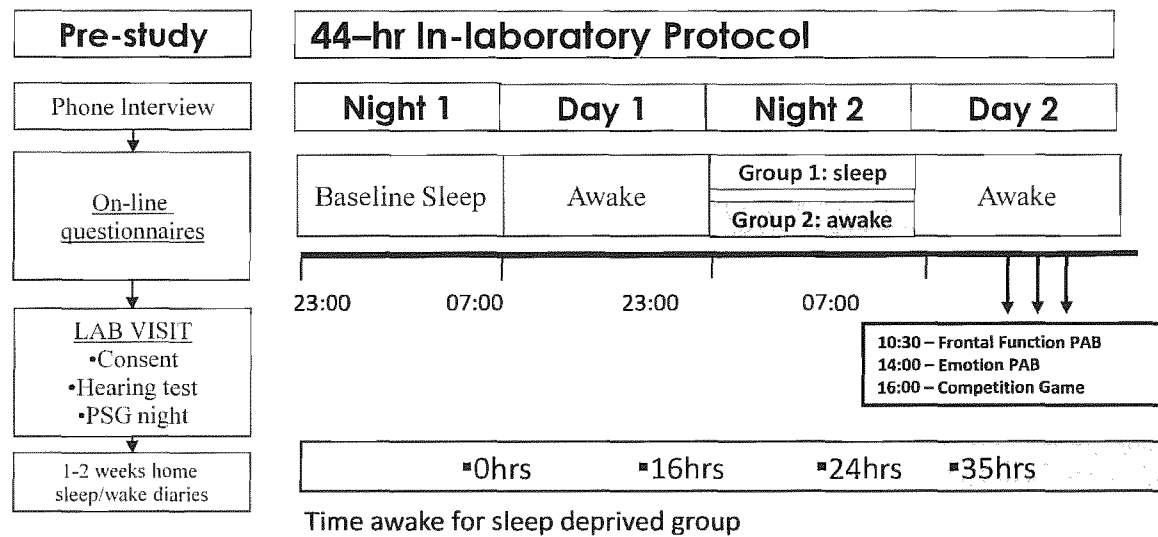 Pre-study
Phone Interview
On-line
questionnaires
LAB VISIT
•Consent
•Hearing test
•PSG night
1-2 weeks home
sleep/wake diaries
44–hr In-laboratory Protocol
Night 1
Day 1
Night 2
Day 2
Baseline Sleep
Awake
Group 1: sleep
Group 2: awake
Awake
23:00
07:00
23:00
07:00
10:30 – Frontal Function PAB
14:00 – Emotion PAB
16:00 – Competition Game
▪0hrs
▪16hrs
▪24hrs
▪35hrs
Time awake for sleep deprived group